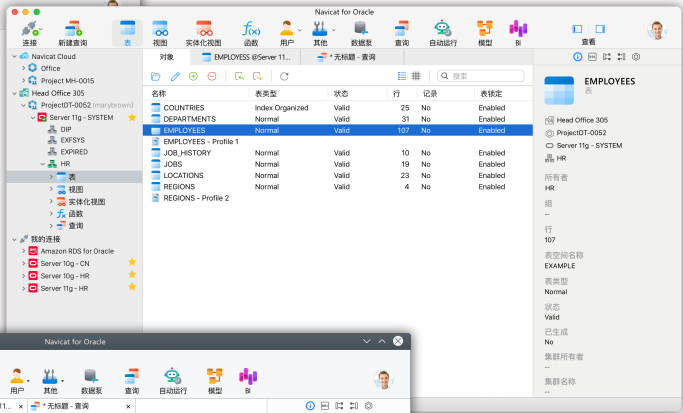 Navicat for Oracle
连接
新建查询
表
视图
实体化视图
函数
用户
其他
数据泵
查询
自动运行
模型
BI
查看
对象
EMPLOYESS @Server 11...
* 无标题 - 查询
搜索
Navicat Cloud
Office
Project MH-0015
Head Office 305
ProjectDT-0052 (marybrown)
Server 11g - SYSTEM
DIP
EXFSYS
EXPIRED
HR
表
视图
实体化视图
函数
查询
我的连接
Amazon RDS for Oracle
Server 10g - CN
Server 10g - HR
Server 11g - HR
名称 表类型 状态 行 记录 表锁定
COUNTRIES Index Organized Valid 25 No Enabled
DEPARTMENTS Normal Valid 31 No Enabled
EMPLOYEES Normal Valid 107 No Enabled
EMPLOYEES - Profile 1
JOB_HISTORY Normal Valid 10 No Enabled
JOBS Normal Valid 19 No Enabled
LOCATIONS Normal Valid 23 No Enabled
REGIONS Normal Valid 4 No Enabled
REGIONS - Profile 2
EMPLOYEES
表
Head Office 305
ProjectDT-0052
Server 11g - SYSTEM
HR
所有者
HR
组
--
行
107
表空间名称
EXAMPLE
表类型
Normal
状态
Valid
已生成
No
集群所有者
--
集群名称
--
Navicat for Oracle
用户
其他
数据泵
查询
自动运行
模型
BI
11...
* 无标题 - 查询